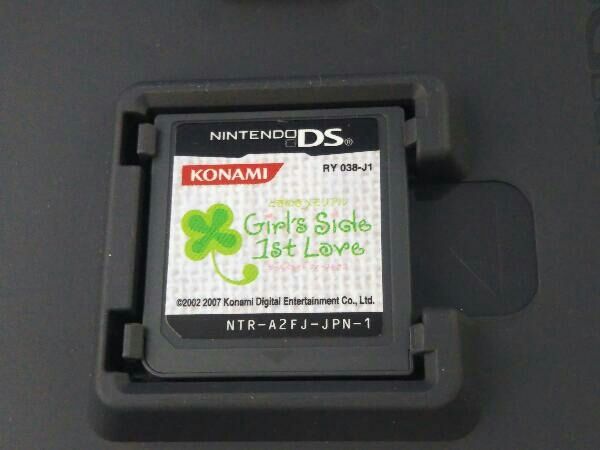 NINTENDO DS®
KONAMI
RY 038-J1
ときめきメモリアル
Girl's Side
1st Love
©2002 2007 Konami Digital Entertainment Co., Ltd.
NTR-A2FJ-JPN-1